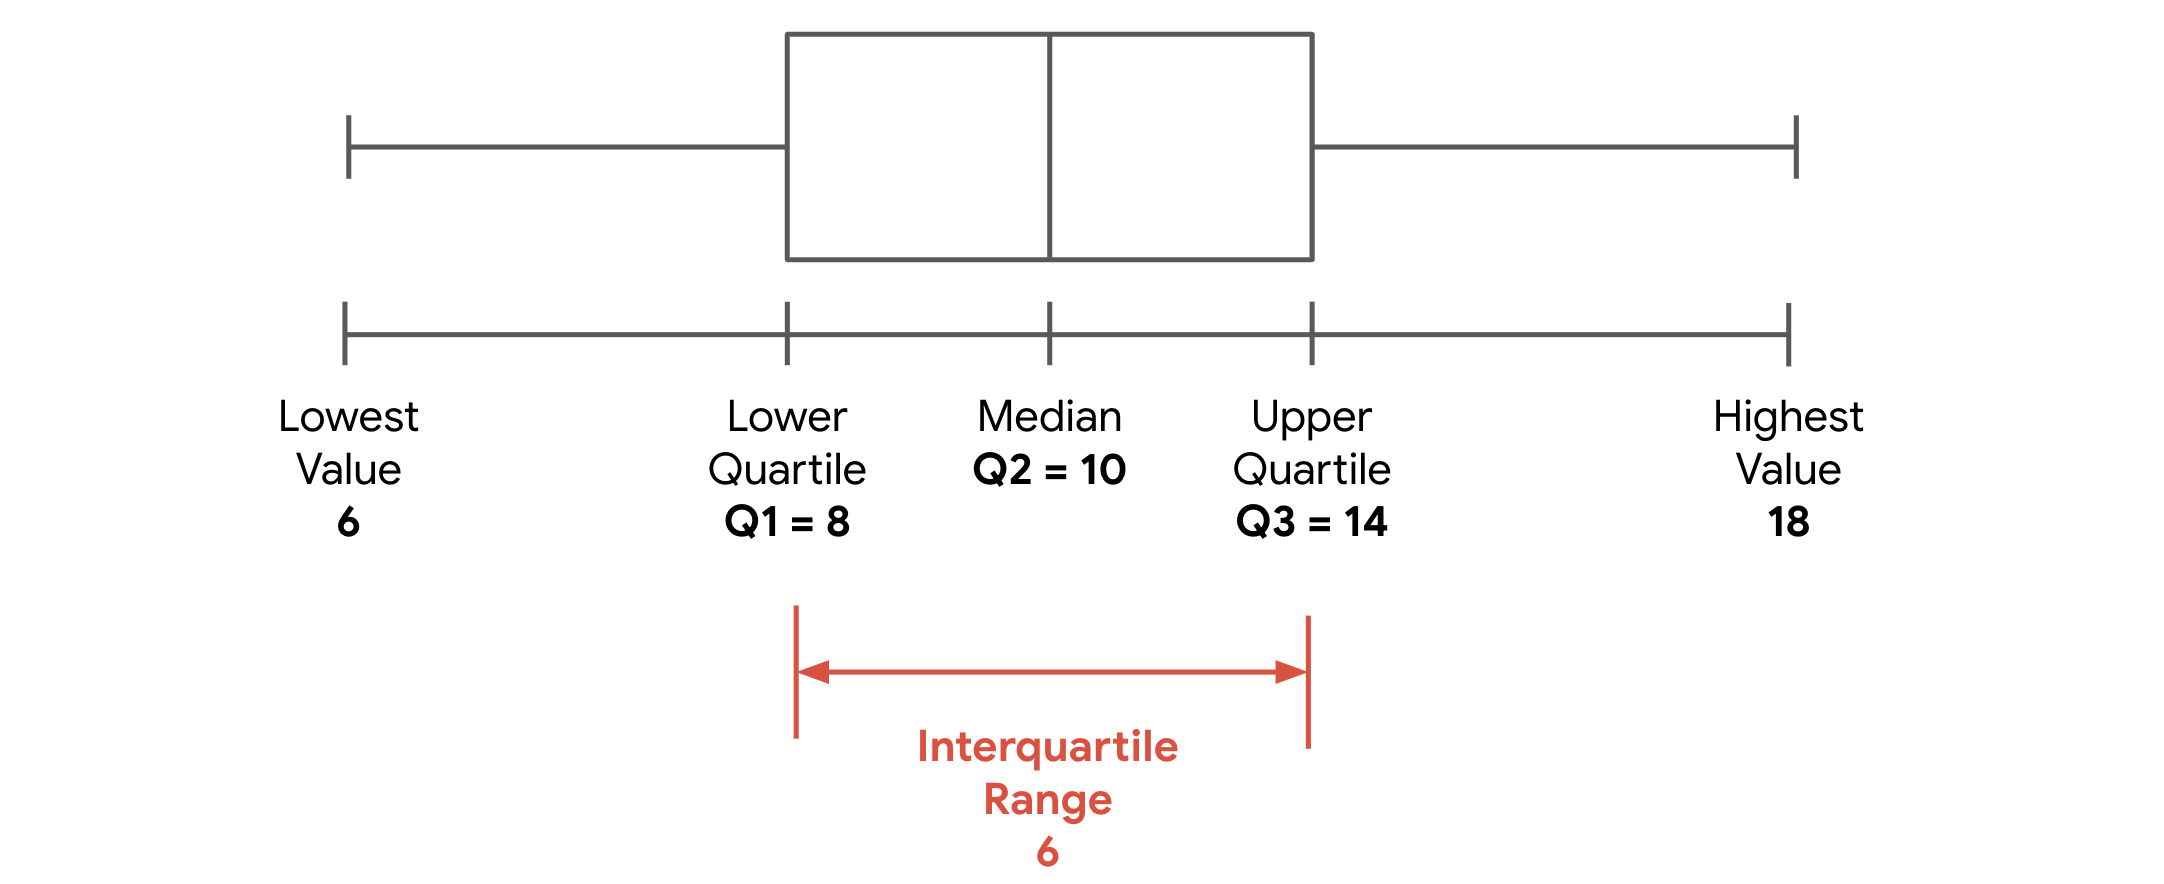 Lowest
Value
6
Lower
Quartile
Q1 = 8
Median
Q2 = 10
Upper
Quartile
Q3 = 14
Highest
Value
18
Interquartile
Range
6